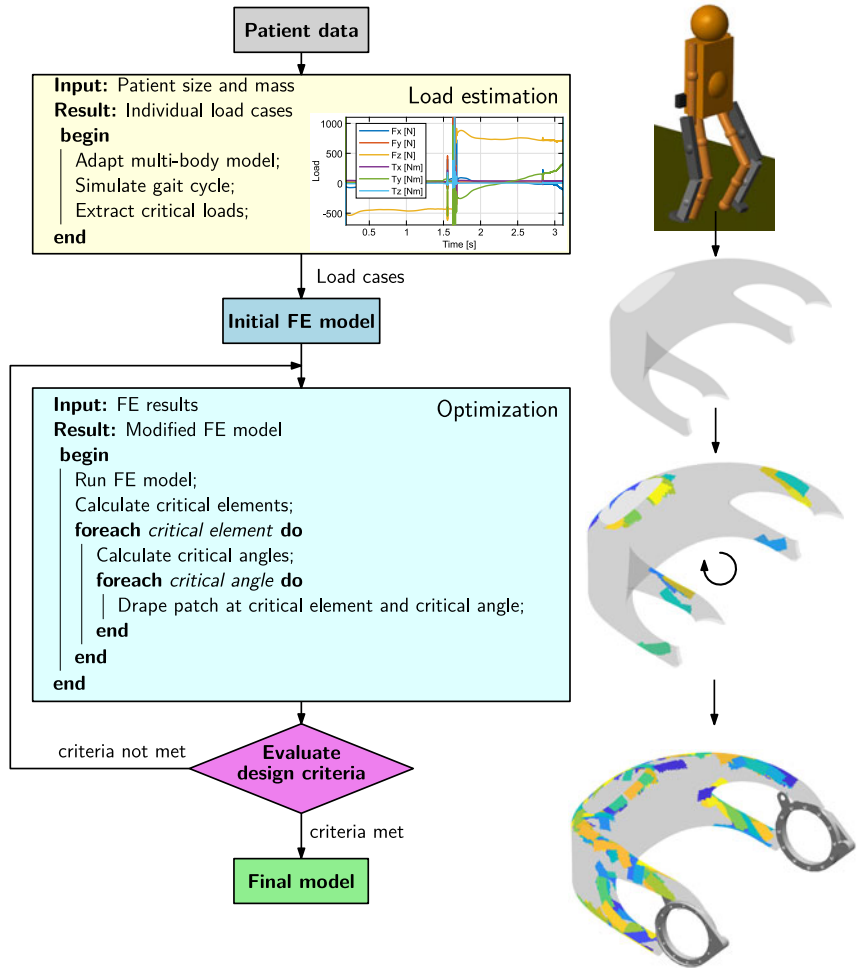 Patient data
Input: Patient size and mass
Load estimation
Result: Individual load cases
begin
Adapt multi-body model;
Simulate gait cycle;
Extract critical loads;
end
1000
500
0
-500
Load
Fx [N]
Fy [N]
Fz [N]
Tx [Nm]
Ty [Nm]
Tz [Nm]
0.5 1 1.5 2 2.5 3
Time [s]
Load cases
Initial FE model
Input: FE results
Optimization
Result: Modified FE model
begin
Run FE model;
Calculate critical elements;
foreach critical element do
Calculate critical angles;
foreach critical angle do
Drape patch at critical element and critical angle;
end
end
end
criteria not met
Evaluate
design criteria
criteria met
Final model